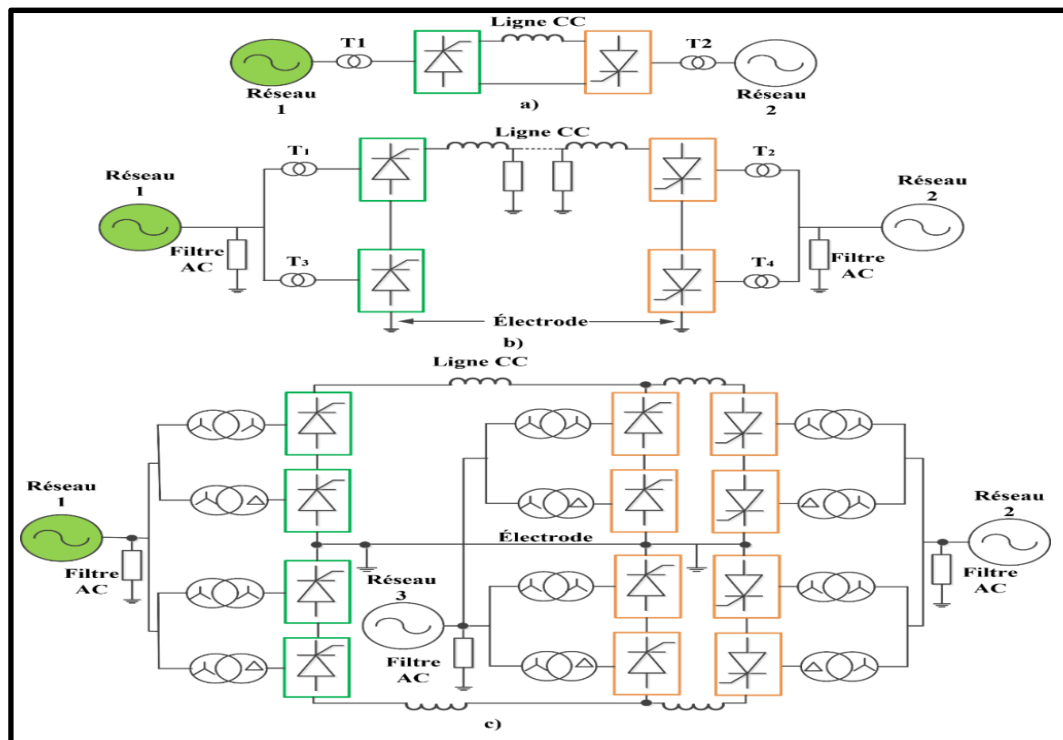 Ligne CC
T1
T2
Réseau
1
Réseau
2
a)
Ligne CC
T₁
T₂
Réseau
1
Réseau
2
Filtre
AC
Filtre
AC
T₃
T₄
Électrode
b)
Ligne CC
Réseau
1
Réseau
2
Électrode
Filtre
AC
Réseau
3
Filtre
AC
Filtre
AC
c)